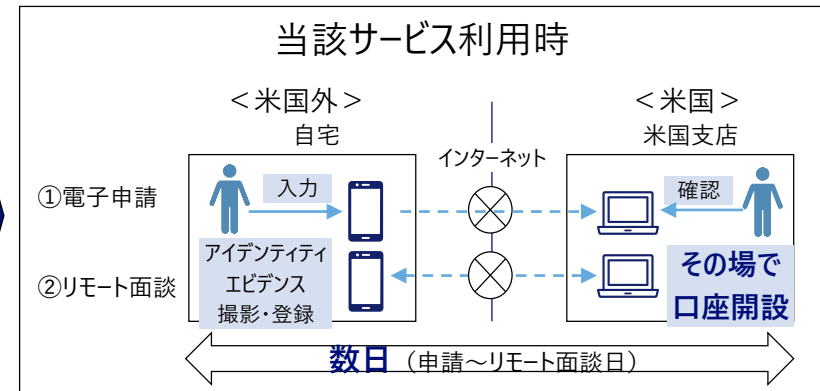 当該サービス利用時
＜米国外＞
自宅
＜米国＞
米国支店
インターネット
①電子申請
入力
確認
アイデンティティ
エビデンス
撮影・登録
②リモート面談
その場で
口座開設
数日（申請～リモート面談日）